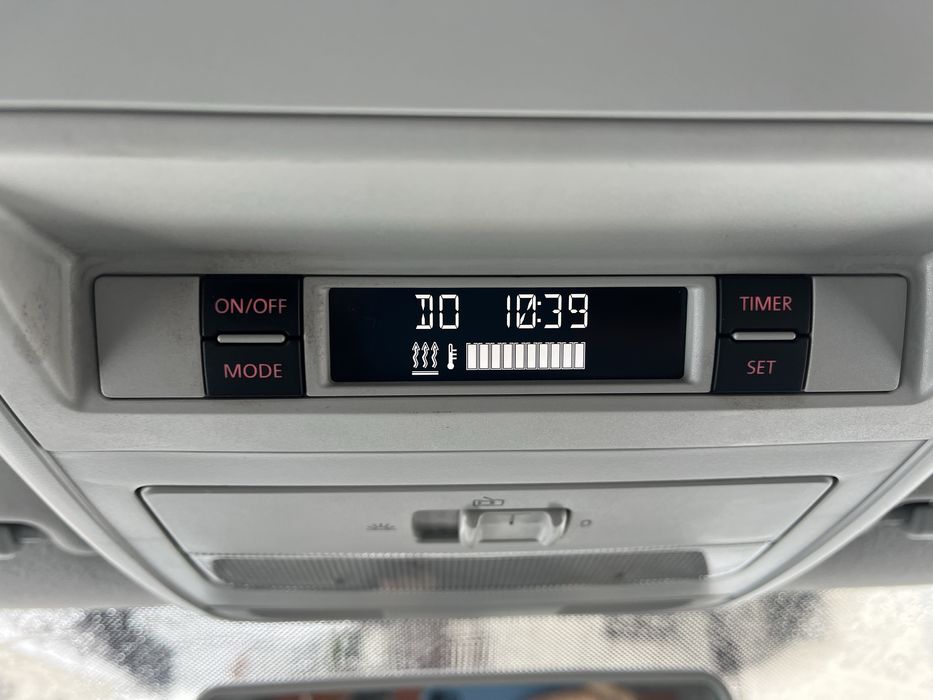 ON/OFF
MODE
DO 10:39
TIMER
SET